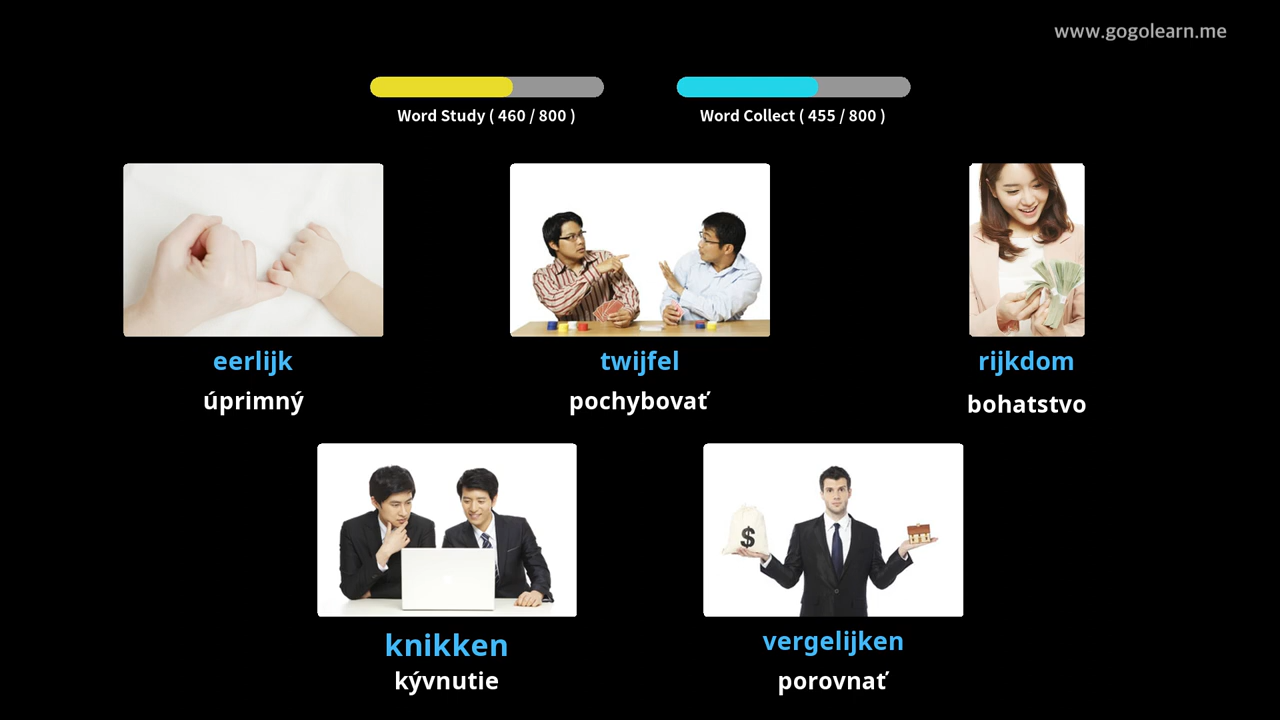 www.gogolearn.me
Word Study ( 460 / 800 )
Word Collect ( 455 / 800 )
eerlijk
úprimný
twijfel
pochybovať
rijkdom
bohatstvo
$
knikken
kývnutie
vergelijken
porovnať